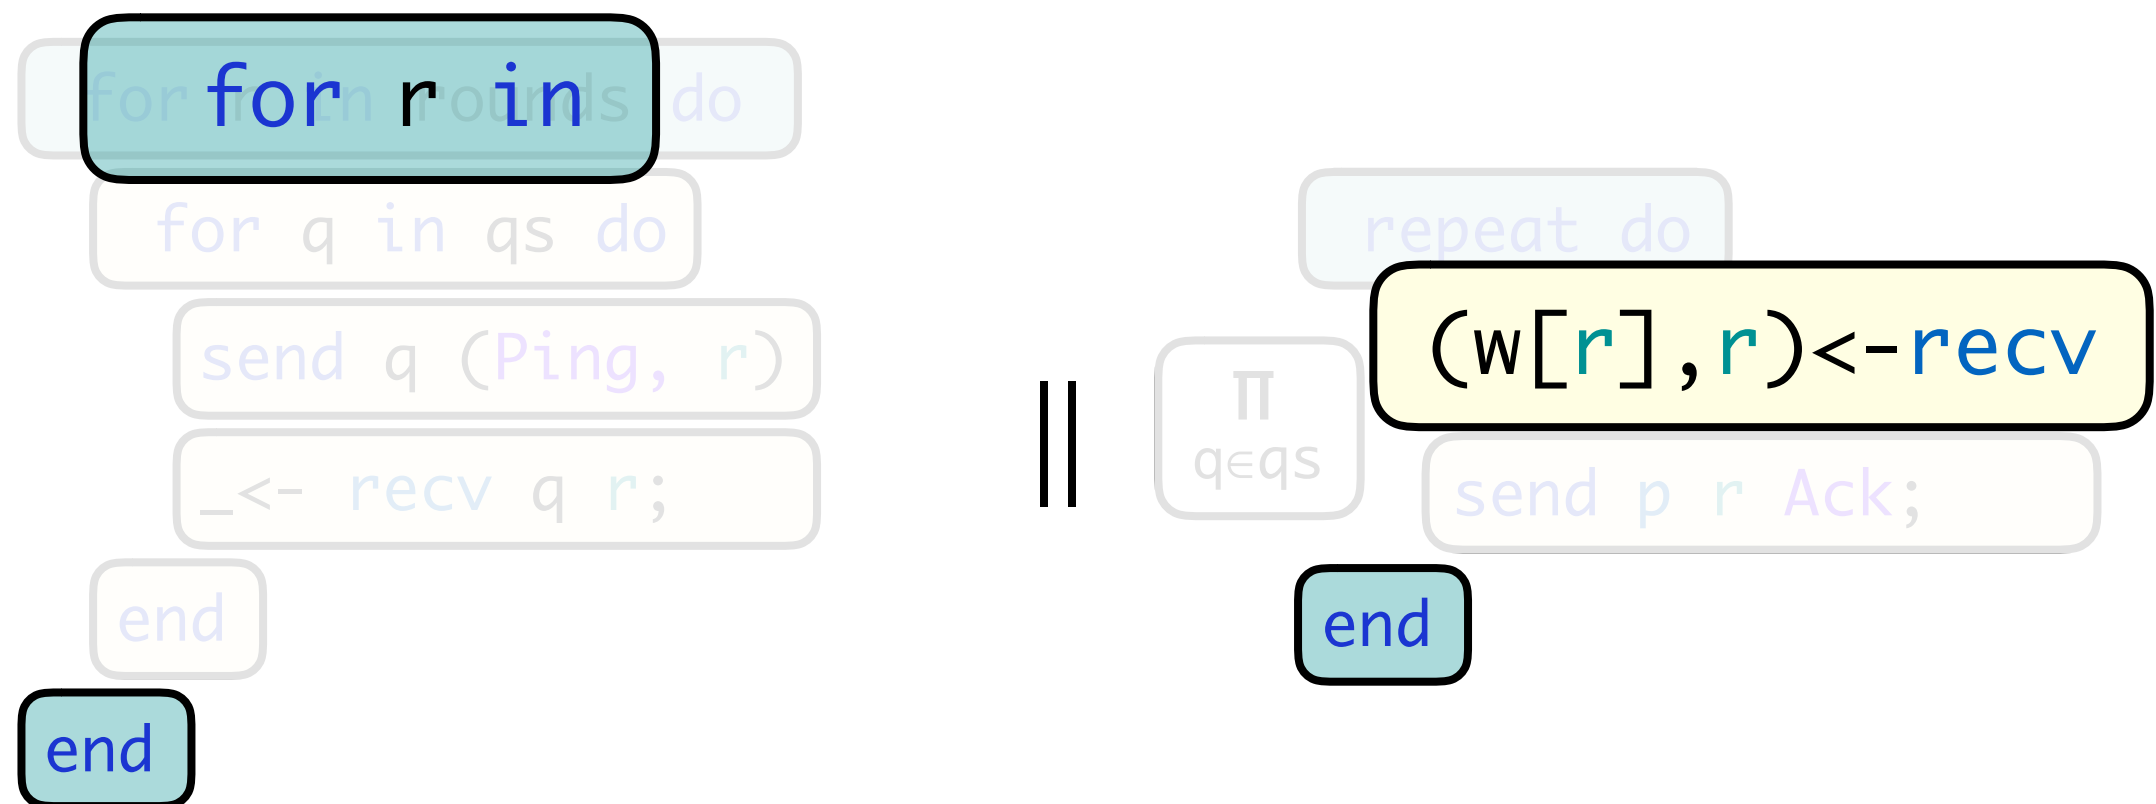 for r in
for r in rounds do
for q in qs do
send q (Ping, r)
_<- recv q r;
end
end
||
repeat do
(w[r],r)<-recv
Π
q∈qs
send p r Ack;
end